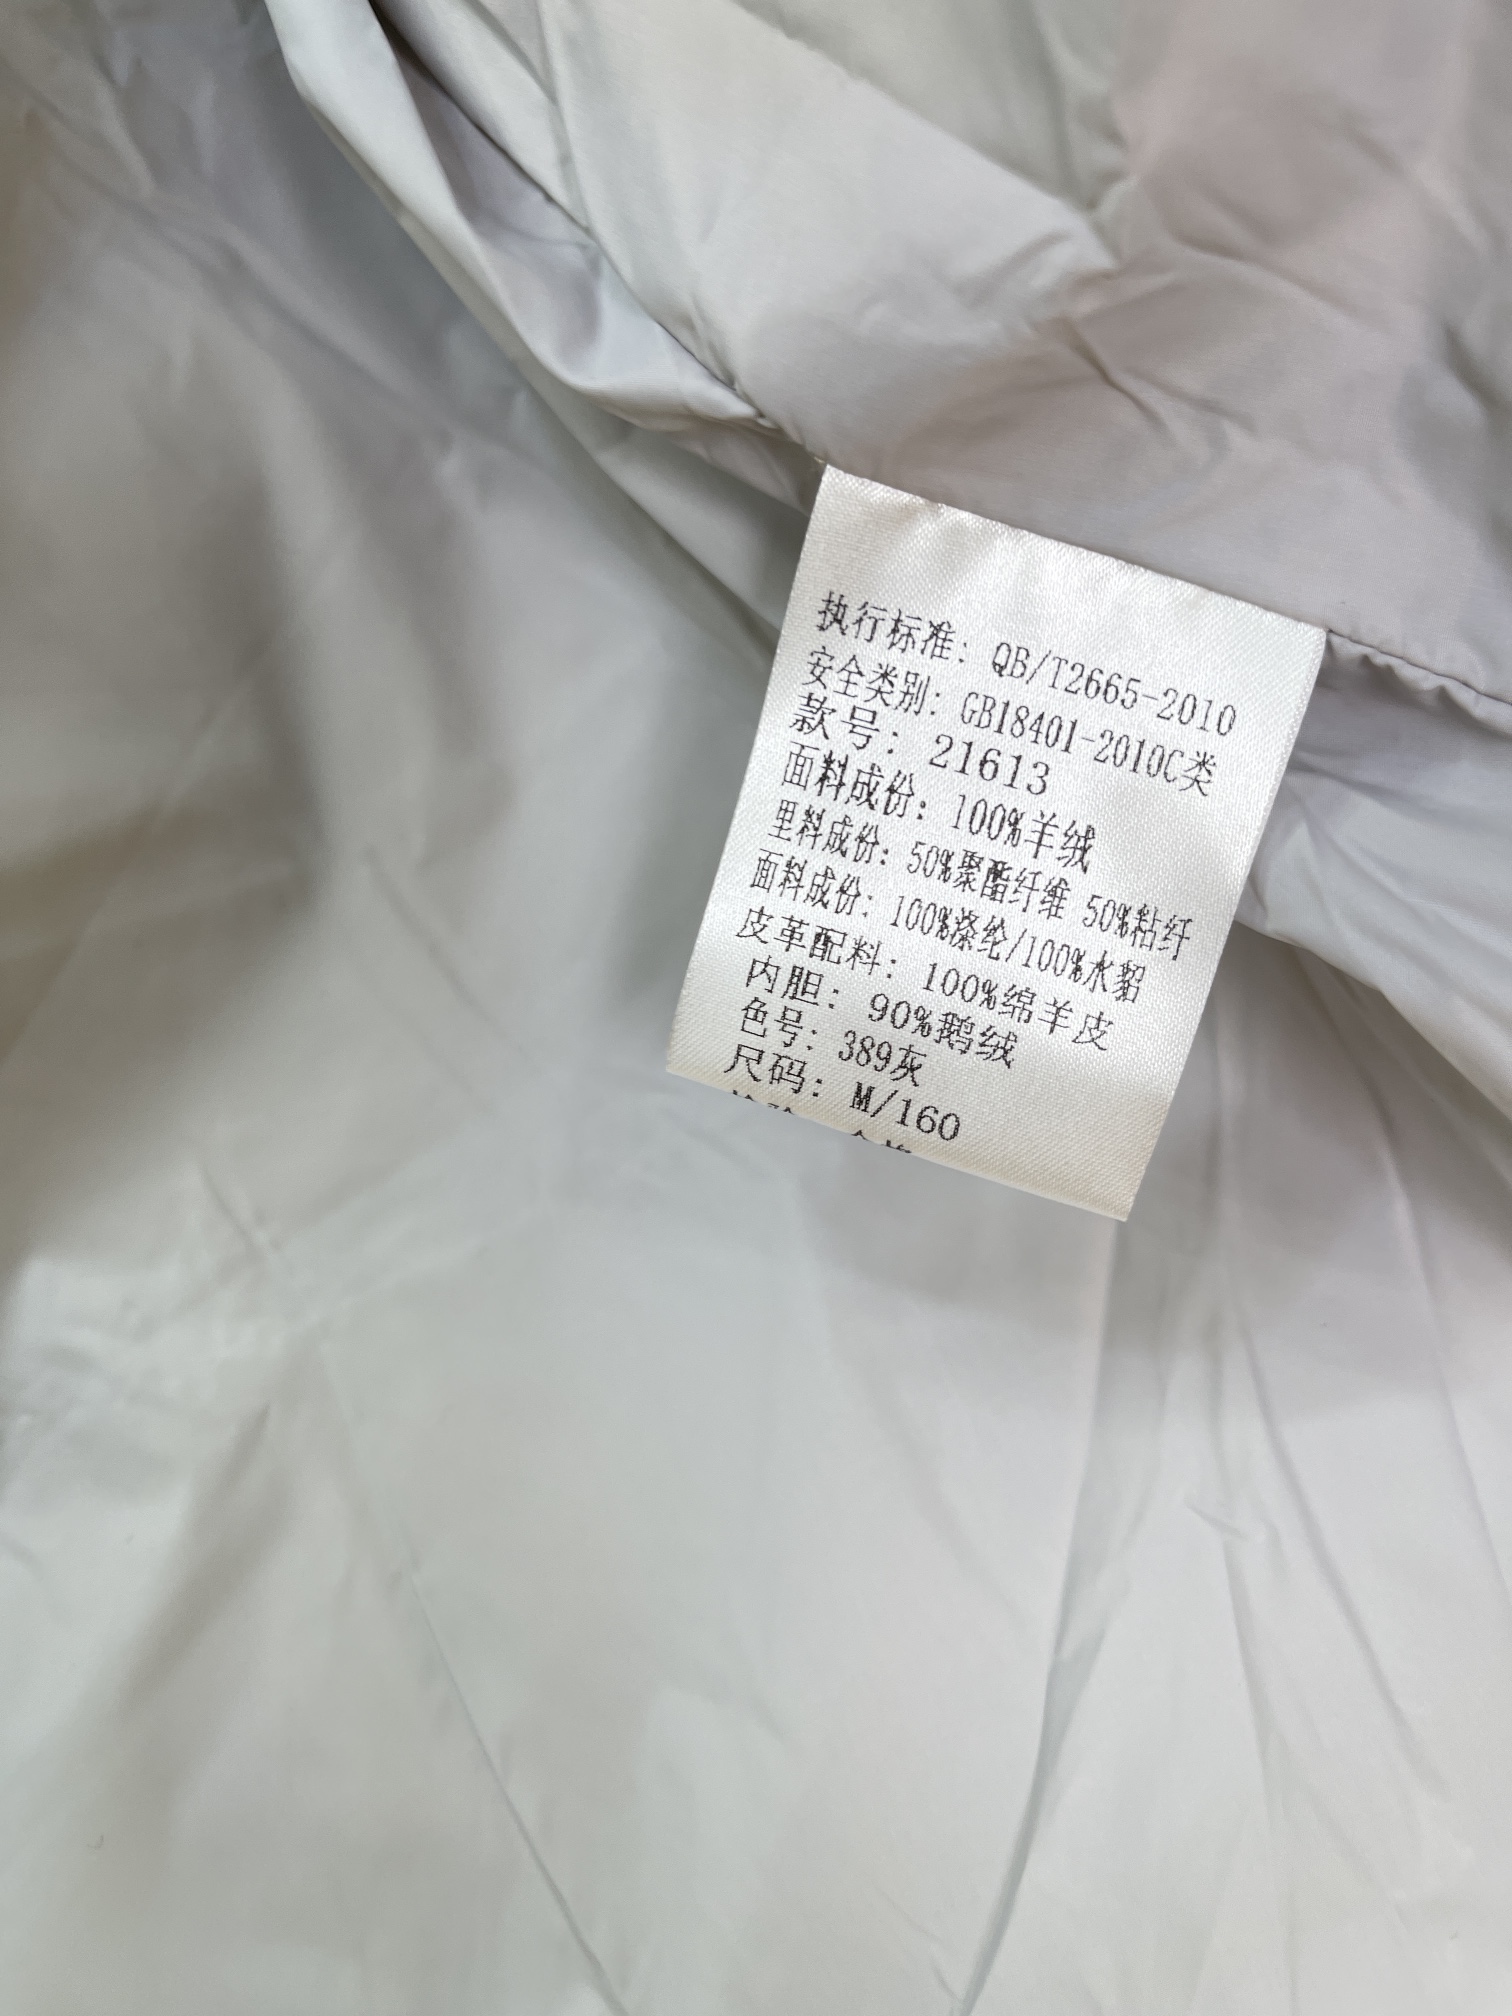 执行标准: QB/T2665-2010
安全类别: GB18401-2010C类
款号: 21613
面料成份: 100%羊绒
里料成份: 50%聚酯纤维 50%粘纤
面料成份: 100%涤纶/100%水貂
皮革配料: 100%绵羊皮
内胆: 90%鹅绒
色号: 389灰
尺码: M/160